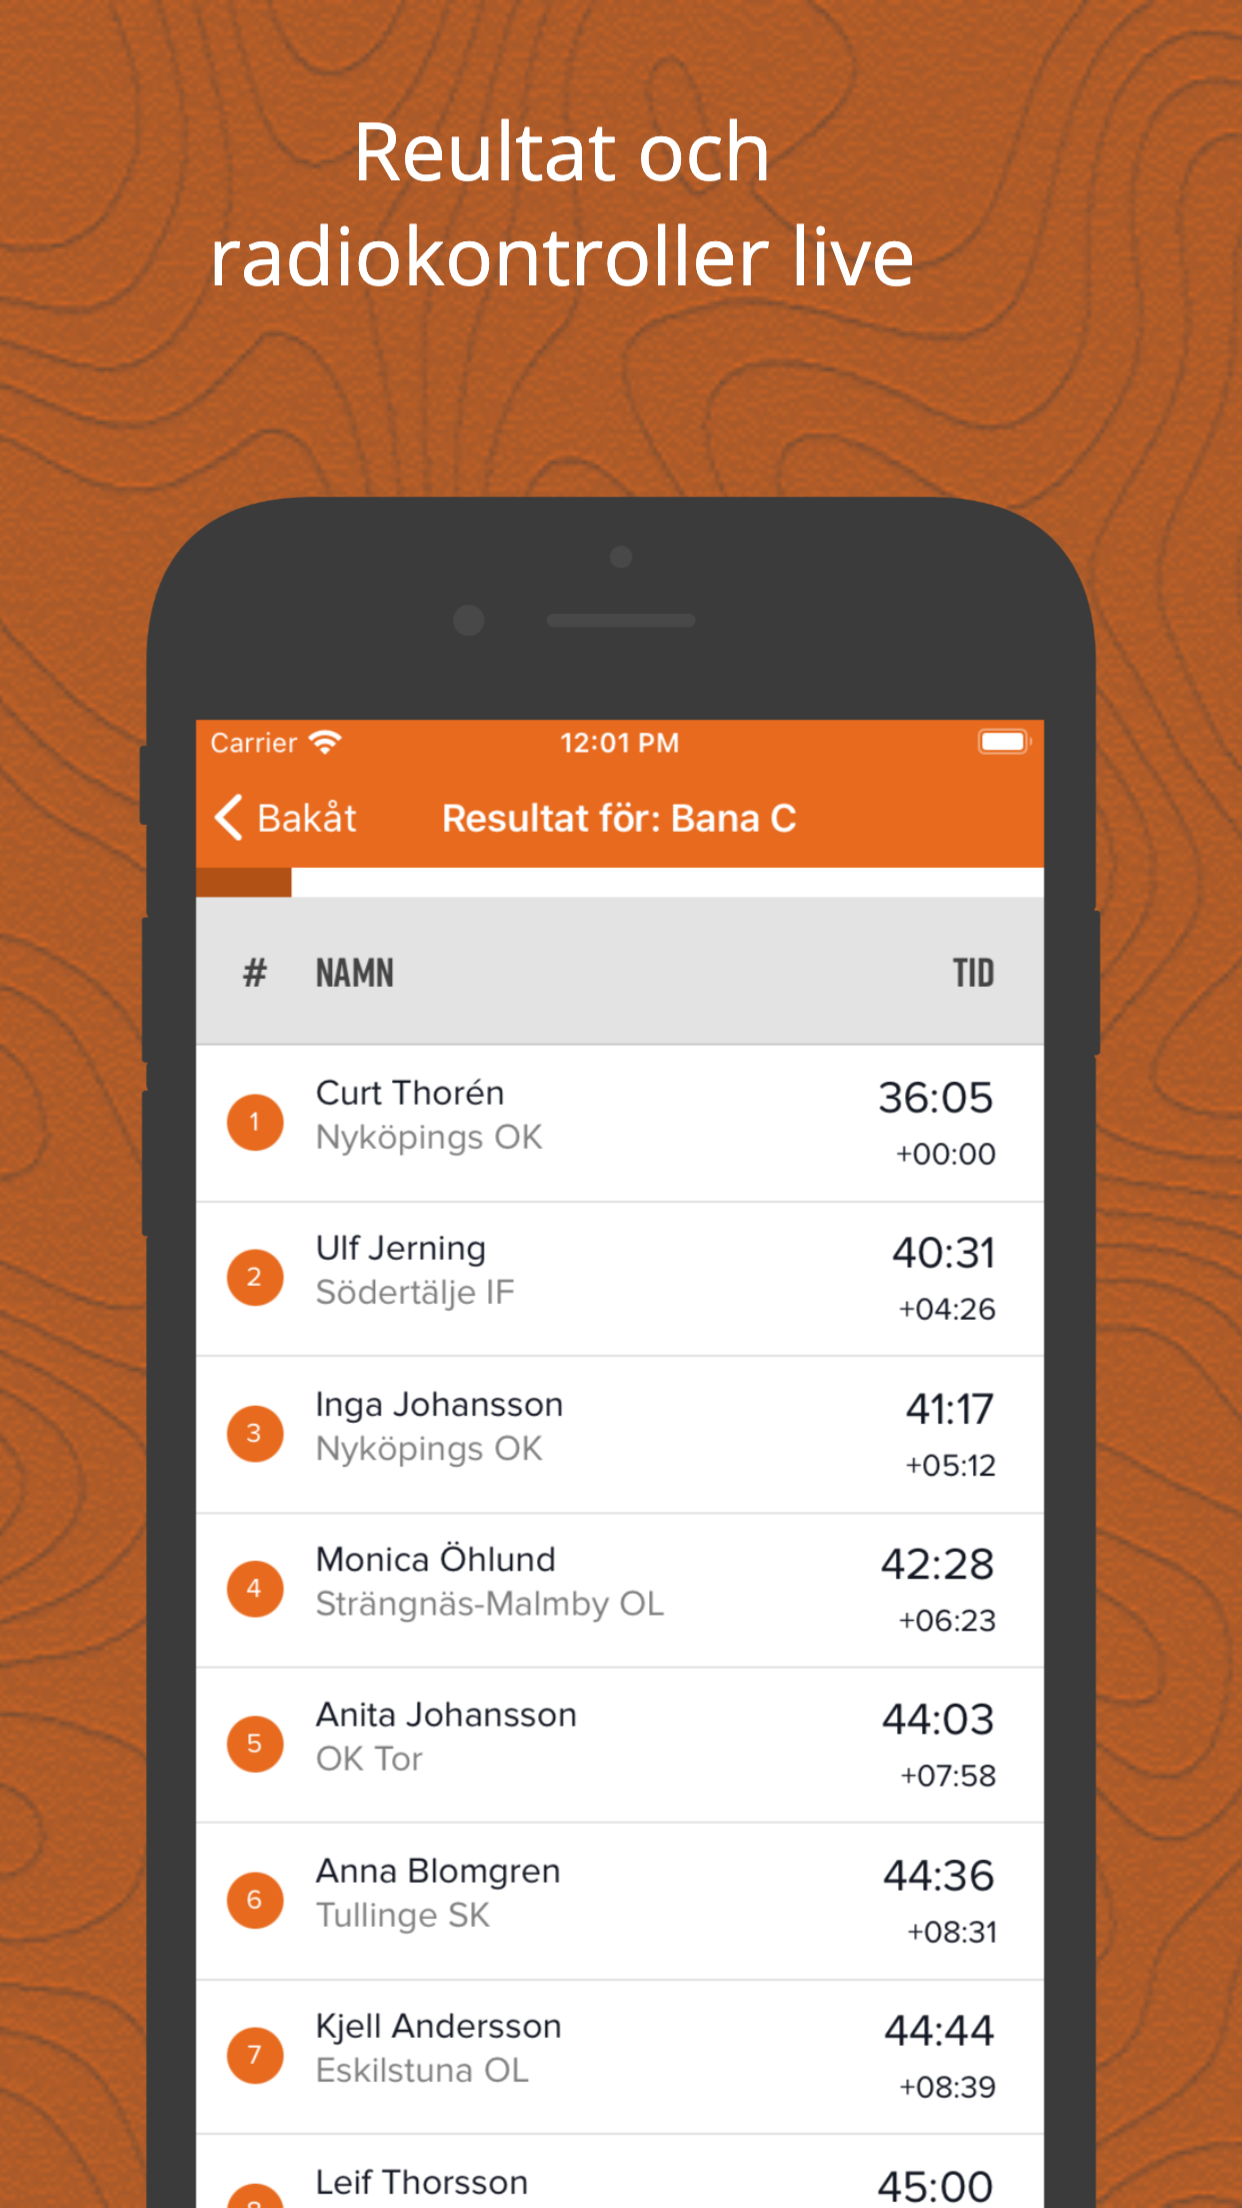 Reultat och
radiokontroller live
Carrier 12:01 PM
Bakåt Resultat för: Bana C
# NAMN TID
1 Curt Thorén 36:05
Nyköpings OK +00:00
2 Ulf Jerning 40:31
Södertälje IF +04:26
3 Inga Johansson 41:17
Nyköpings OK +05:12
4 Monica Öhlund 42:28
Strängnäs-Malmby OL +06:23
5 Anita Johansson 44:03
OK Tor +07:58
6 Anna Blomgren 44:36
Tullinge SK +08:31
7 Kjell Andersson 44:44
Eskilstuna OL +08:39
Leif Thorsson 45:00